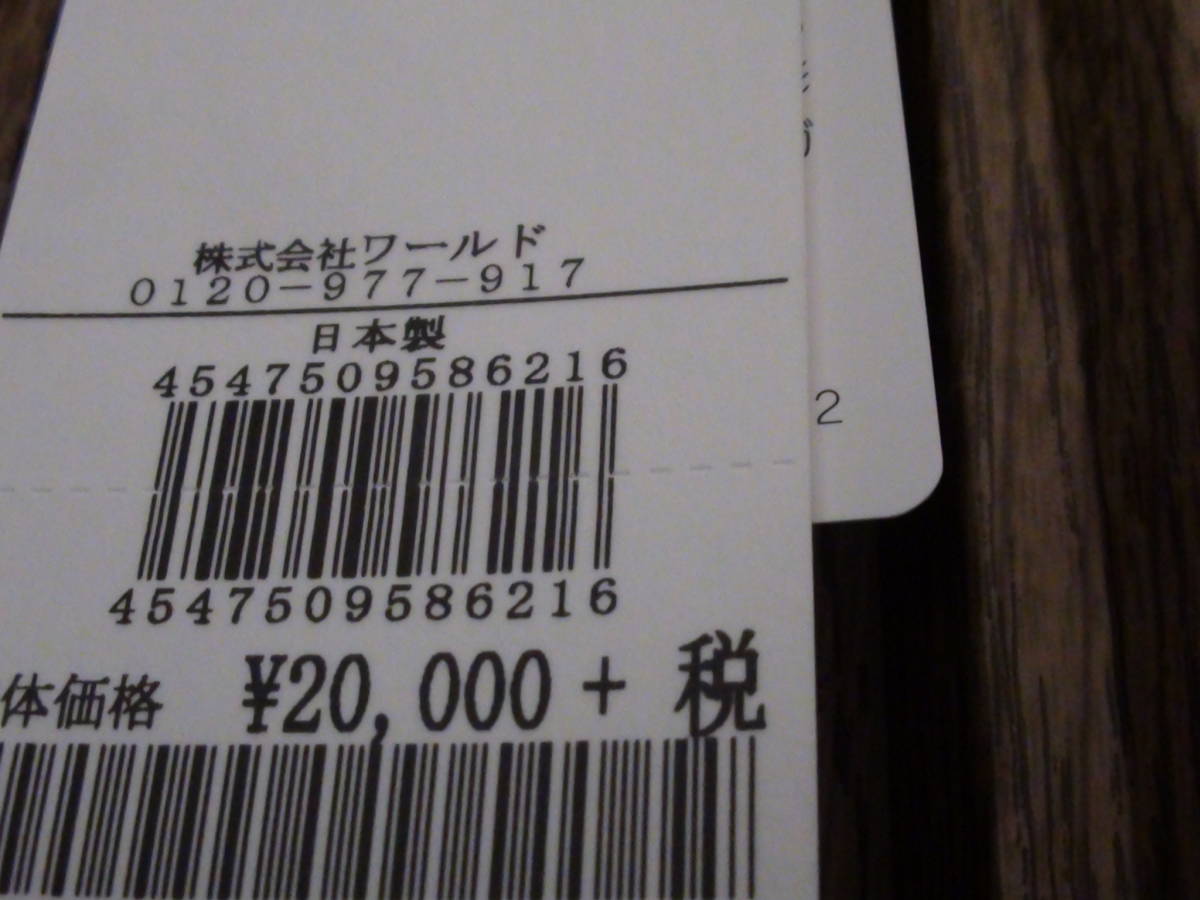 株式会社ワールド
0120-977-917
日本製
4547509586216
4547509586216
体価格 ¥20,000 + 税
2